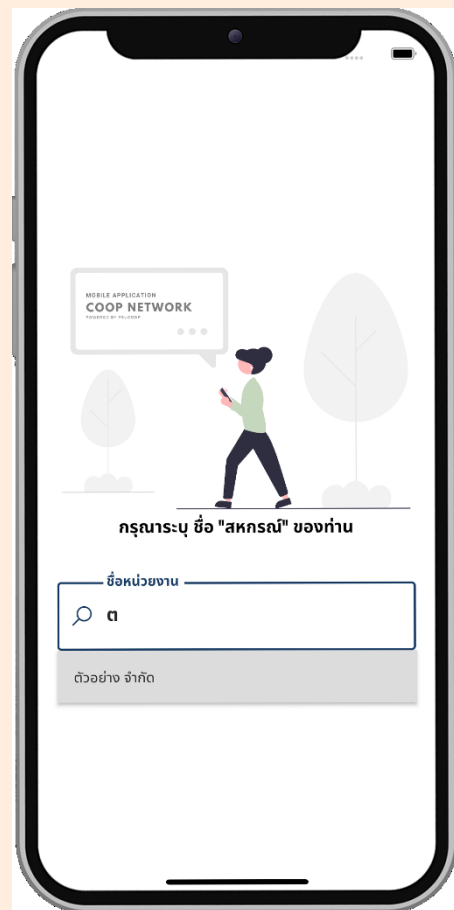 MOBILE APPLICATION
COOP NETWORK
กรุณาระบุ ชื่อ "สหกรณ์" ของท่าน
ชื่อหน่วยงาน
ต
ตัวอย่าง จำกัด